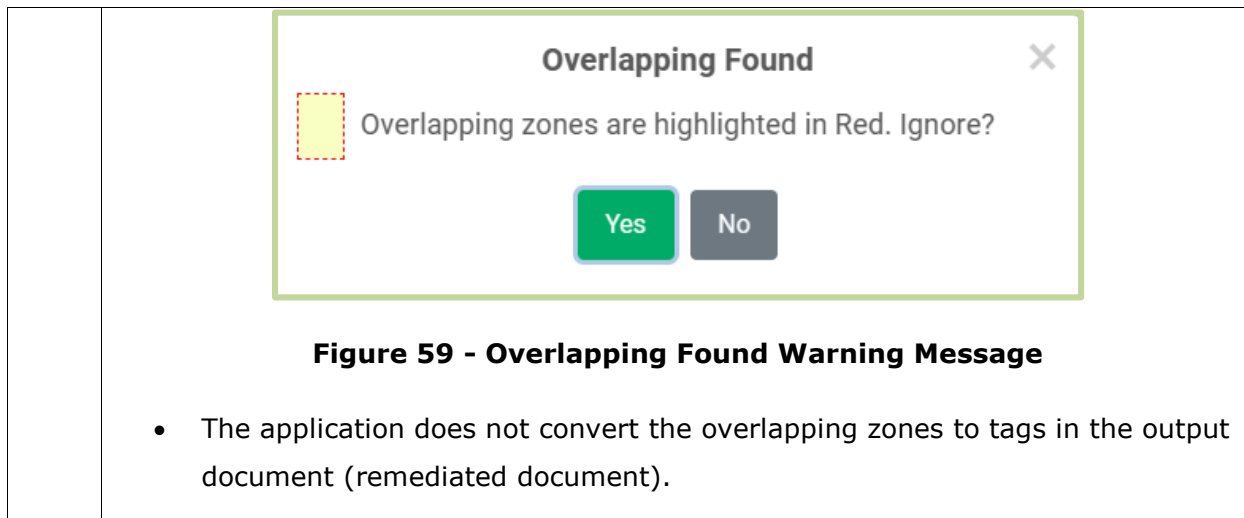 Overlapping Found
Overlapping zones are highlighted in Red. Ignore?
Yes No
Figure 59 - Overlapping Found Warning Message
• The application does not convert the overlapping zones to tags in the output
document (remediated document).